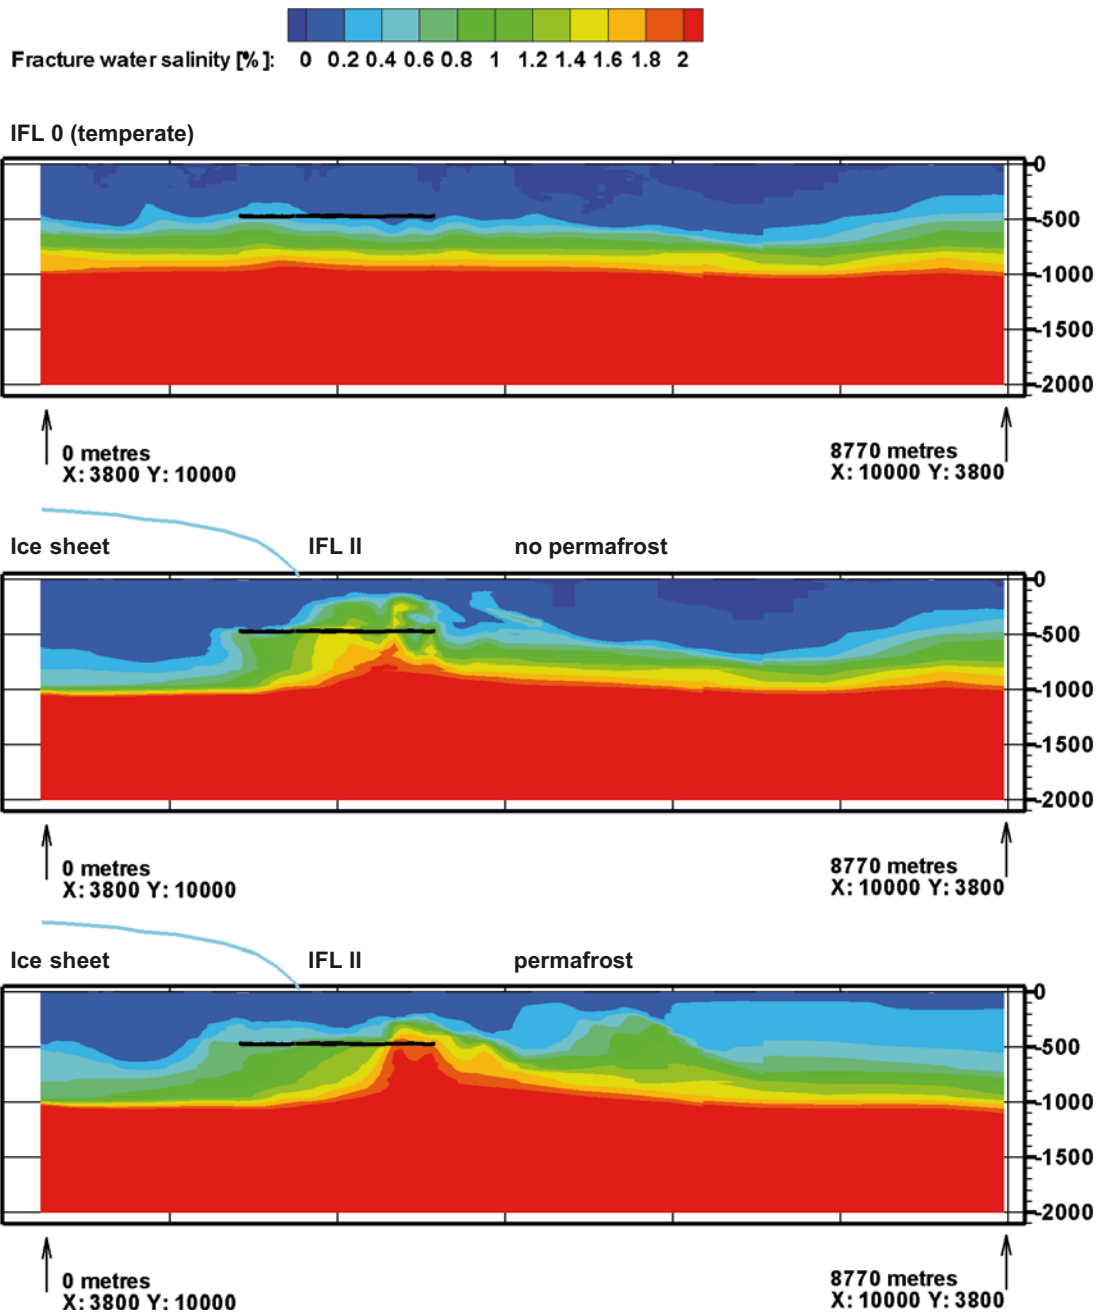 Fracture water salinity [%]: 0 0.2 0.4 0.6 0.8 1 1.2 1.4 1.6 1.8 2
IFL 0 (temperate)
0
-500
-1000
-1500
-2000
0 metres
X: 3800 Y: 10000
8770 metres
X: 10000 Y: 3800
Ice sheet IFL II no permafrost
0
-500
-1000
-1500
-2000
0 metres
X: 3800 Y: 10000
8770 metres
X: 10000 Y: 3800
Ice sheet IFL II permafrost
0
-500
-1000
-1500
-2000
0 metres
X: 3800 Y: 10000
8770 metres
X: 10000 Y: 3800